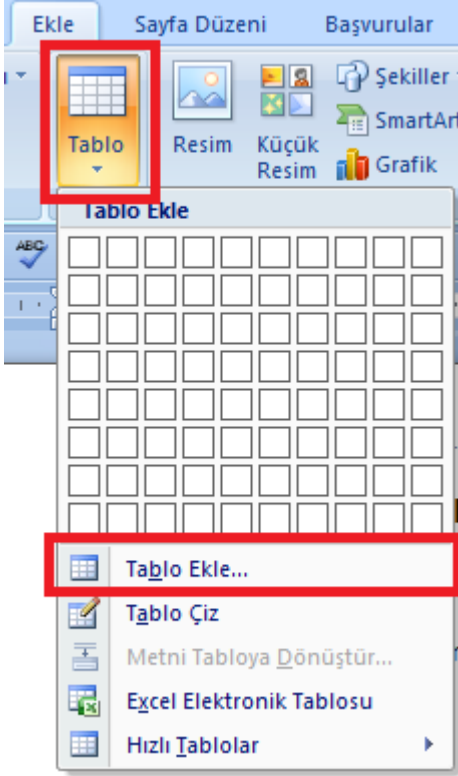 Ekle Sayfa Düzeni Başvurular
Tablo
Resim
Küçük
Resim
Şekiller
SmartArt
Grafik
Tablo Ekle
ABC
Tablo Ekle...
Tablo Çiz
Metni Tabloya Dönüştür...
Excel Elektronik Tablosu
Hızlı Tablolar